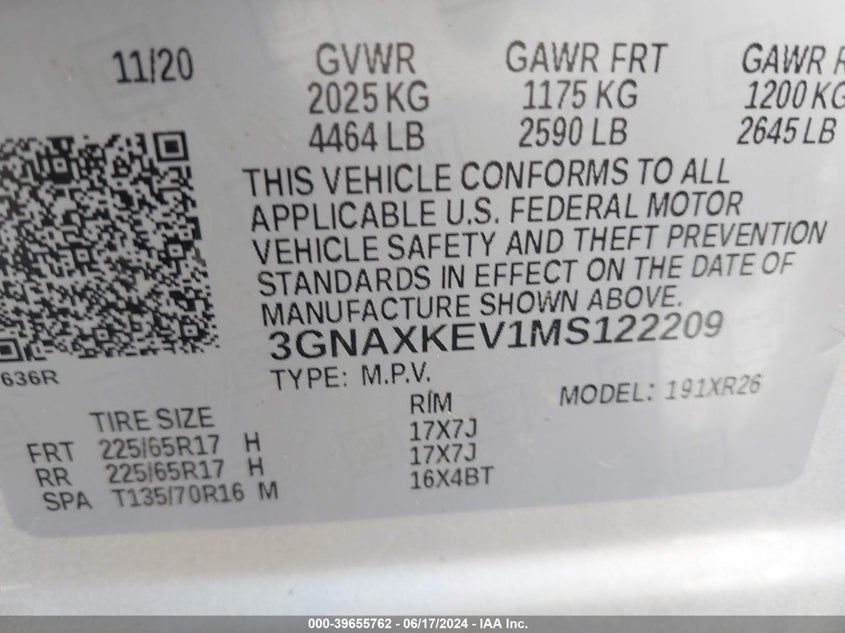 11/20 GVWR GAWR FRT GAWR R
2025 KG 1175 KG 1200 KG
4464 LB 2590 LB 2645 LB
THIS VEHICLE CONFORMS TO ALL
APPLICABLE U.S. FEDERAL MOTOR
VEHICLE SAFETY AND THEFT PREVENTION
STANDARDS IN EFFECT ON THE DATE OF
MANUFACTURE SHOWN ABOVE.
3GNAXKEV1MS122209
636R TYPE: M.P.V. MODEL: 191XR26
TIRE SIZE RIM
FRT 225/65R17 H 17X7J
RR 225/65R17 H 17X7J
SPA T135/70R16 M 16X4BT
000-39655762 - 06/17/2024 - IAA Inc.